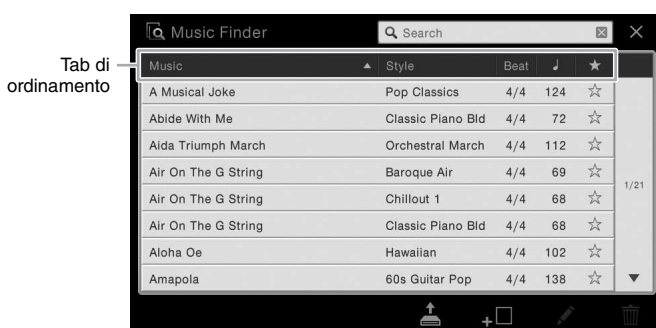 Music Finder
Search
Tab di
ordinamento
Music ▲ Style Beat ♩ ★
A Musical Joke Pop Classics 4/4 124 ☆
Abide With Me Classic Piano Bld 4/4 72 ☆
Aida Triumph March Orchestral March 4/4 112 ☆
Air On The G String Baroque Air 4/4 69 ☆
Air On The G String Chillout 1 4/4 68 ☆
Air On The G String Classic Piano Bld 4/4 68 ☆
Aloha Oe Hawaiian 4/4 102 ☆
Amapola 60s Guitar Pop 4/4 138 ☆
1/21